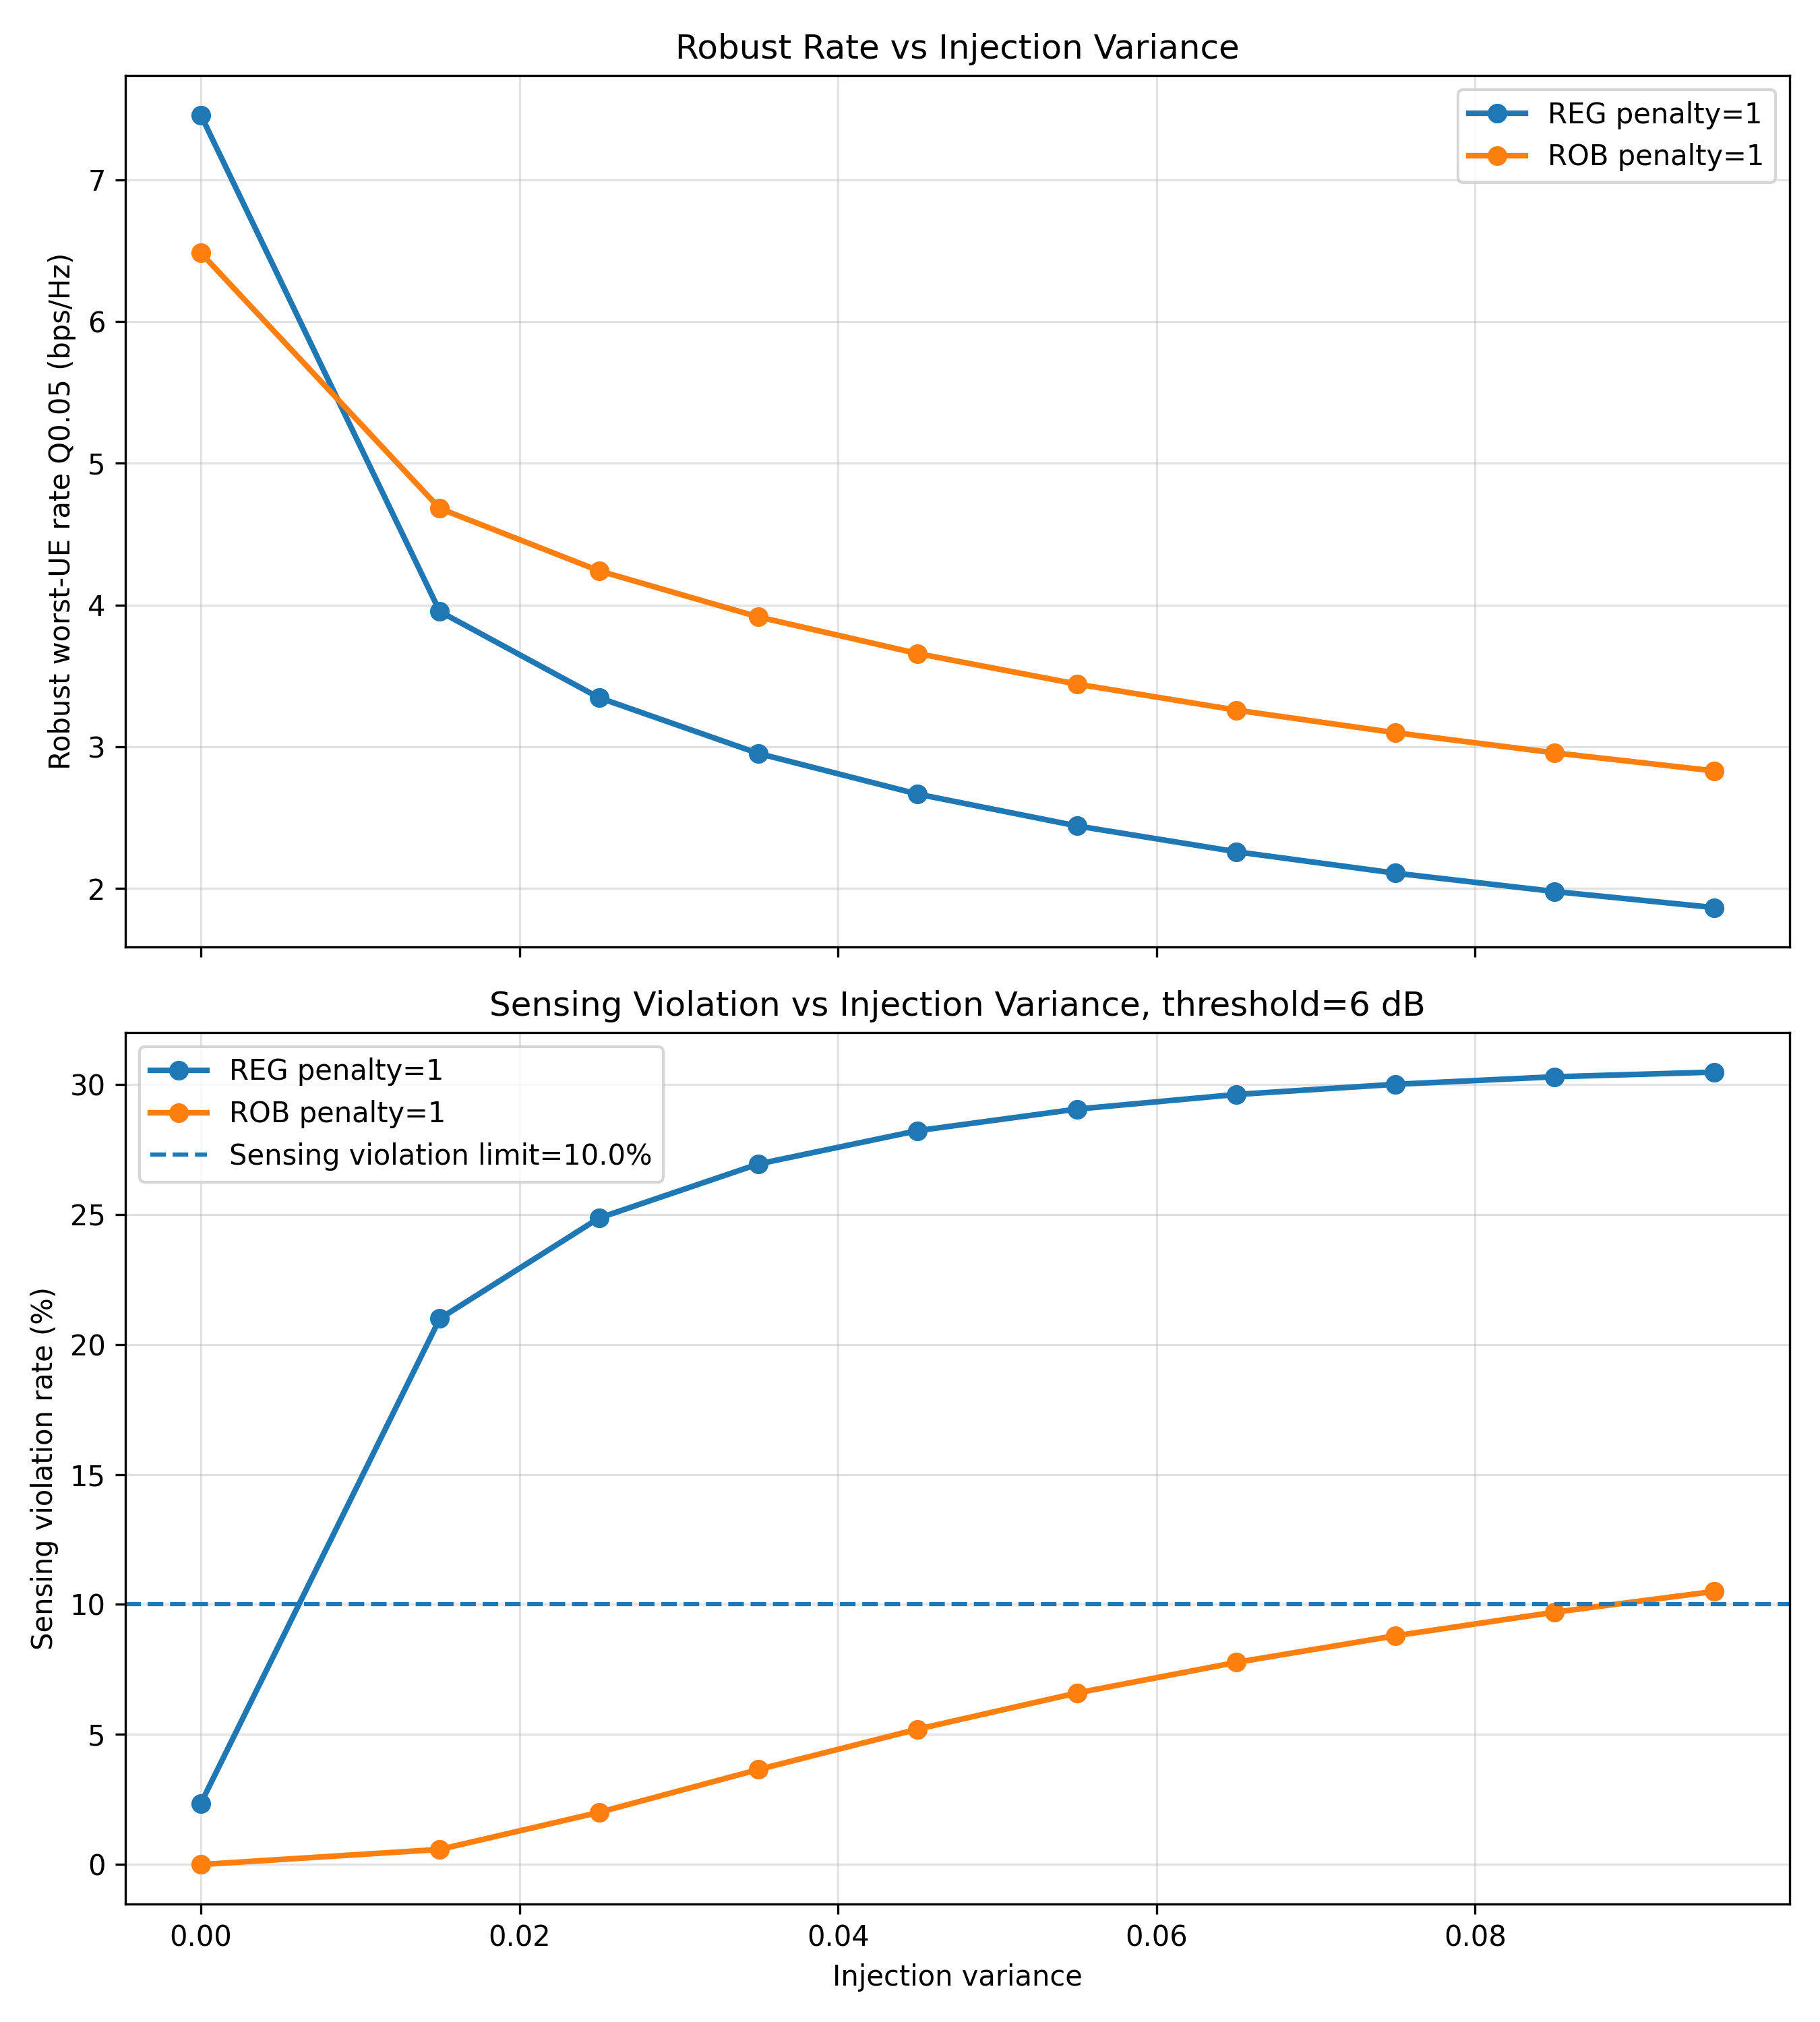 Robust Rate vs Injection Variance
REG penalty=1
ROB penalty=1
Robust worst-UE rate Q0.05 (bps/Hz)
7
6
5
4
3
2
Sensing Violation vs Injection Variance, threshold=6 dB
REG penalty=1
ROB penalty=1
Sensing violation limit=10.0%
Sensing violation rate (%)
30
25
20
15
10
5
0
0.00 0.02 0.04 0.06 0.08
Injection variance